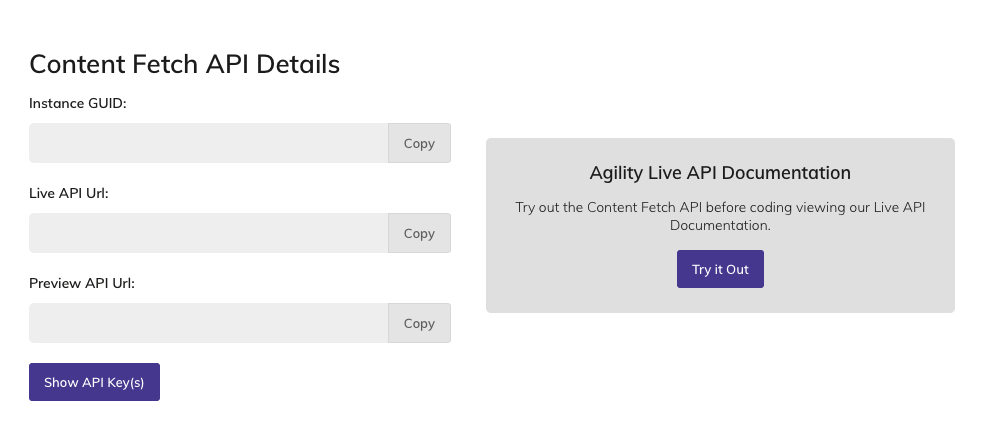 Content Fetch API Details
Instance GUID:
Copy
Live API Url:
Copy
Preview API Url:
Copy
Show API Key(s)
Agility Live API Documentation
Try out the Content Fetch API before coding viewing our Live API
Documentation.
Try it Out